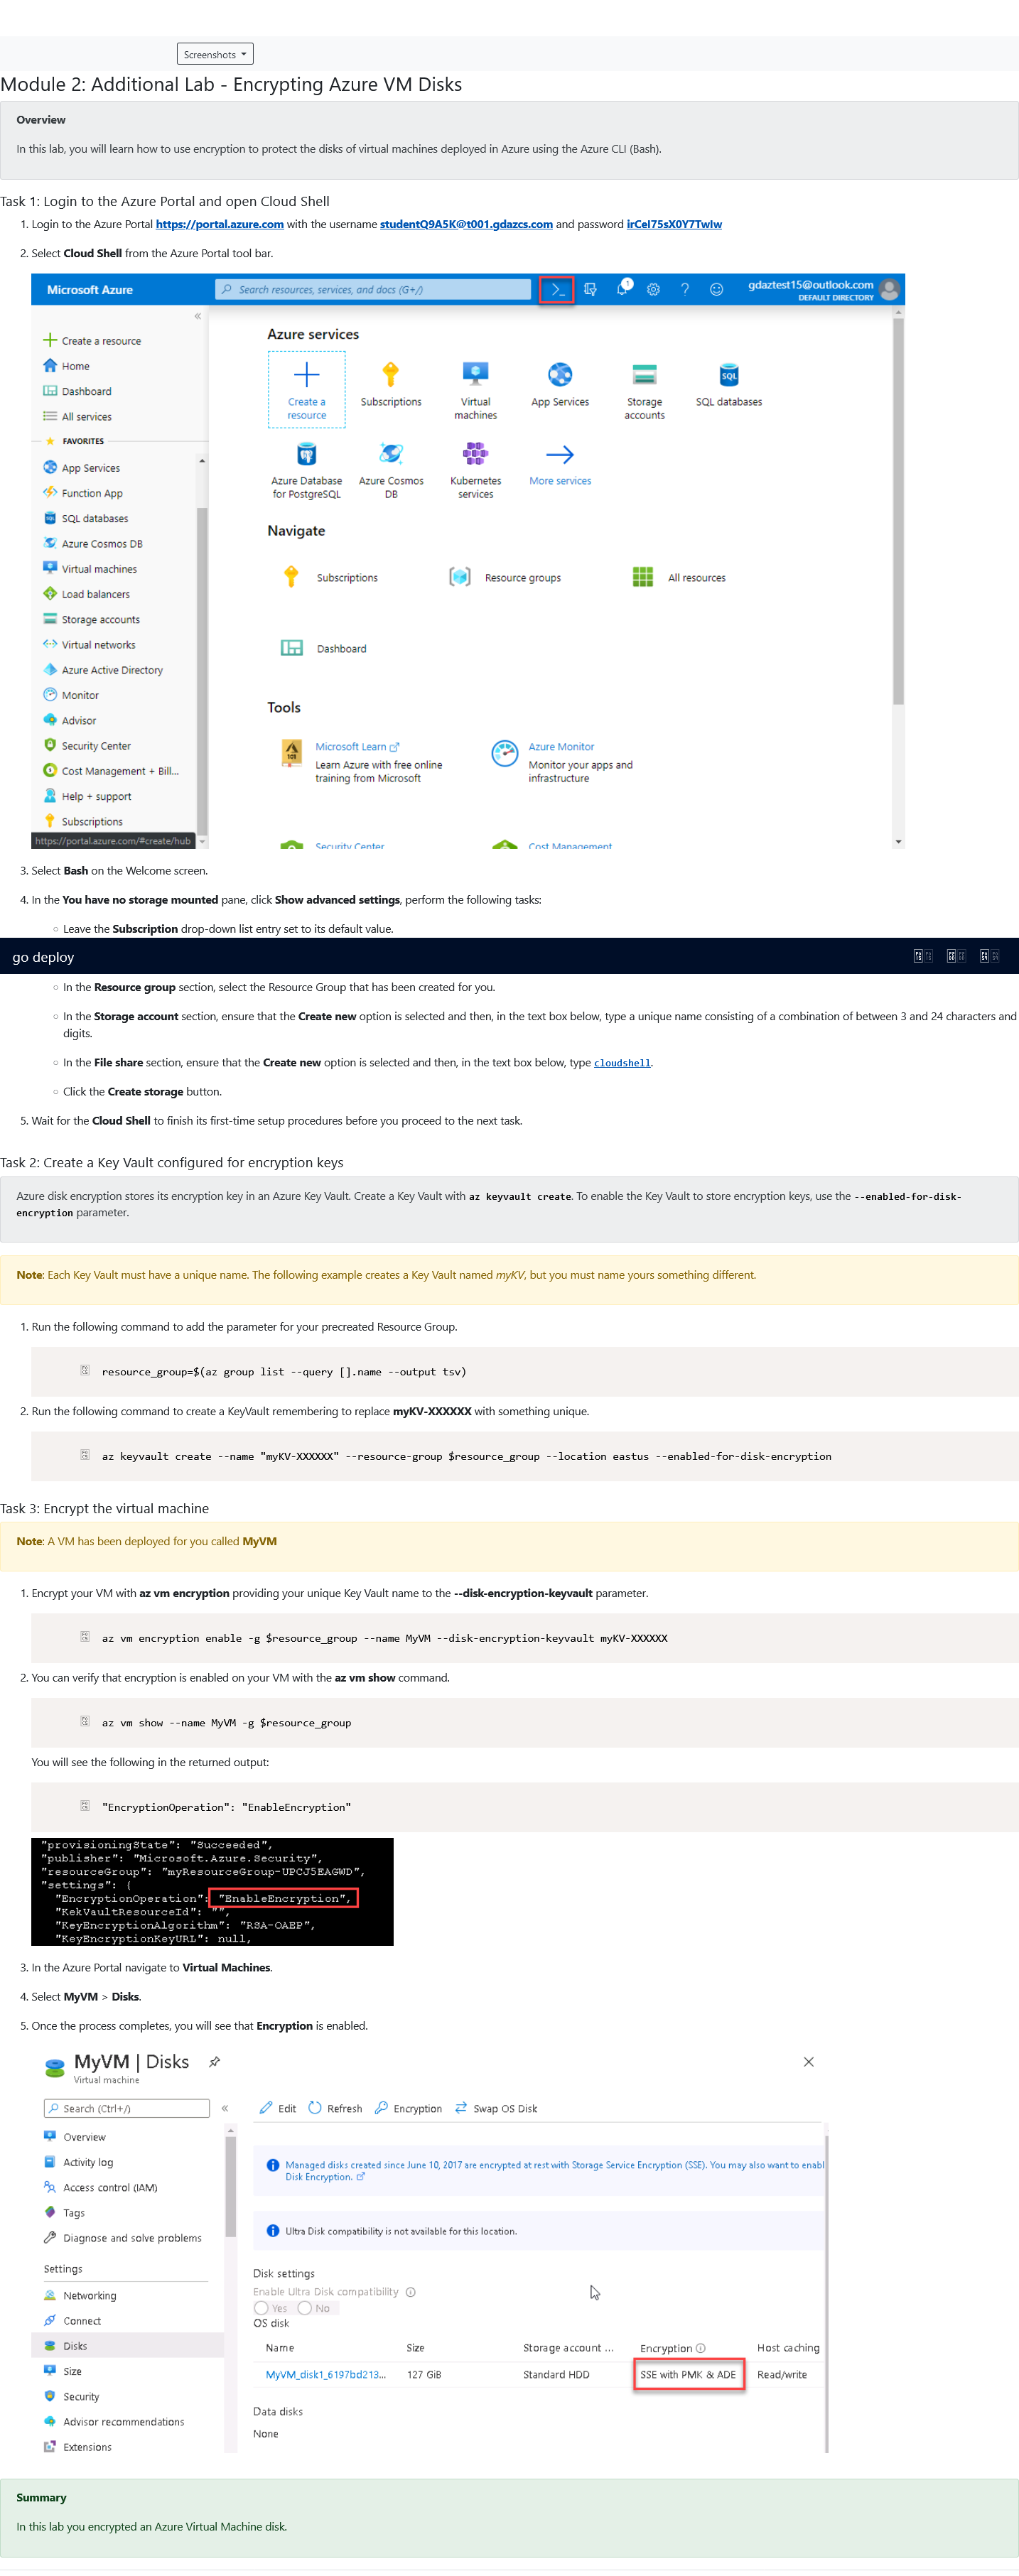 Screenshots
Module 2: Additional Lab - Encrypting Azure VM Disks
Overview
In this lab, you will learn how to use encryption to protect the disks of virtual machines deployed in Azure using the Azure CLI (Bash).
Task 1: Login to the Azure Portal and open Cloud Shell
1. Login to the Azure Portal https://portal.azure.com with the username studentQ9A5K@t001.gdazcs.com and password
2. Select Cloud Shell from the Azure Portal tool bar.
Microsoft Azure
Search resources, services, and docs (G+/)
1
gdaztest15@outlook.com
DEFAULT DIRECTORY
«
Create a resource
Home
Dashboard
All services
FAVORITES
App Services
Function App
SQL databases
Azure Cosmos DB
Virtual machines
Load balancers
Storage accounts
Virtual networks
Azure Active Directory
Monitor
Advisor
Security Center
Cost Management + Bill...
Help + support
Subscriptions
https://portal.azure.com/#create/hub
Azure services
Create a resource
Subscriptions
Virtual machines
App Services
Storage accounts
SQL databases
Azure Database for PostgreSQL
Azure Cosmos DB
Kubernetes services
More services
Navigate
Subscriptions
Resource groups
All resources
Dashboard
Tools
Microsoft Learn
Learn Azure with free online
training from Microsoft
Azure Monitor
Monitor your apps and
infrastructure
Security Center
Cost Management
3. Select Bash on the Welcome screen.
4. In the You have no storage mounted pane, click Show advanced settings, perform the following tasks:
Leave the Subscription drop-down list entry set to its default value.
go deploy
In the Resource group section, select the Resource Group that has been created for you.
In the Storage account section, ensure that the Create new option is selected and then, in the text box below, type a unique name consisting of a combination of between 3 and 24 characters and
digits.
In the File share section, ensure that the Create new option is selected and then, in the text box below, type cloudshell.
Click the Create storage button.
5. Wait for the Cloud Shell to finish its first-time setup procedures before you proceed to the next task.
Task 2: Create a Key Vault configured for encryption keys
Azure disk encryption stores its encryption key in an Azure Key Vault. Create a Key Vault with az keyvault create. To enable the Key Vault to store encryption keys, use the --enabled-for-disk-
encryption parameter.
Note: Each Key Vault must have a unique name. The following example creates a Key Vault named myKV, but you must name yours something different.
1. Run the following command to add the parameter for your precreated Resource Group.
resource_group=$(az group list --query [].name --output tsv)
2. Run the following command to create a KeyVault remembering to replace myKV-XXXXXX with something unique.
az keyvault create --name "myKV-XXXXXX" --resource-group $resource_group --location eastus --enabled-for-disk-encryption
Task 3: Encrypt the virtual machine
Note: A VM has been deployed for you called MyVM
1. Encrypt your VM with az vm encryption providing your unique Key Vault name to the --disk-encryption-keyvault parameter.
az vm encryption enable -g $resource_group --name MyVM --disk-encryption-keyvault myKV-XXXXXX
2. You can verify that encryption is enabled on your VM with the az vm show command.
az vm show --name MyVM -g $resource_group
You will see the following in the returned output:
"EncryptionOperation": "EnableEncryption"
"provisioningState": "Succeeded",
"publisher": "Microsoft.Azure.Security",
"resourceGroup": "myResourceGroup-UPCJ5EAGWD",
"settings": {
"EncryptionOperation": "EnableEncryption",
"KekVaultResourceId": "",
"KeyEncryptionAlgorithm": "RSA-OAEP",
"KeyEncryptionKeyURL": null,
3. In the Azure Portal navigate to Virtual Machines.
4. Select MyVM > Disks.
5. Once the process completes, you will see that Encryption is enabled.
MyVM | Disks
Virtual machine
Search (Ctrl+/)
«
Overview
Activity log
Access control (IAM)
Tags
Diagnose and solve problems
Settings
Networking
Connect
Disks
Size
Security
Advisor recommendations
Extensions
Edit Refresh Encryption Swap OS Disk
Managed disks created since June 10, 2017 are encrypted at rest with Storage Service Encryption (SSE). You may also want to enabl
Disk Encryption.
Ultra Disk compatibility is not available for this location.
Disk settings
Enable Ultra Disk compatibility
Yes No
OS disk
Name Size Storage account ... Encryption Host caching
MyVM_disk1_6197bd213... 127 GiB Standard HDD SSE with PMK & ADE Read/write
Data disks
None
Summary
In this lab you encrypted an Azure Virtual Machine disk.